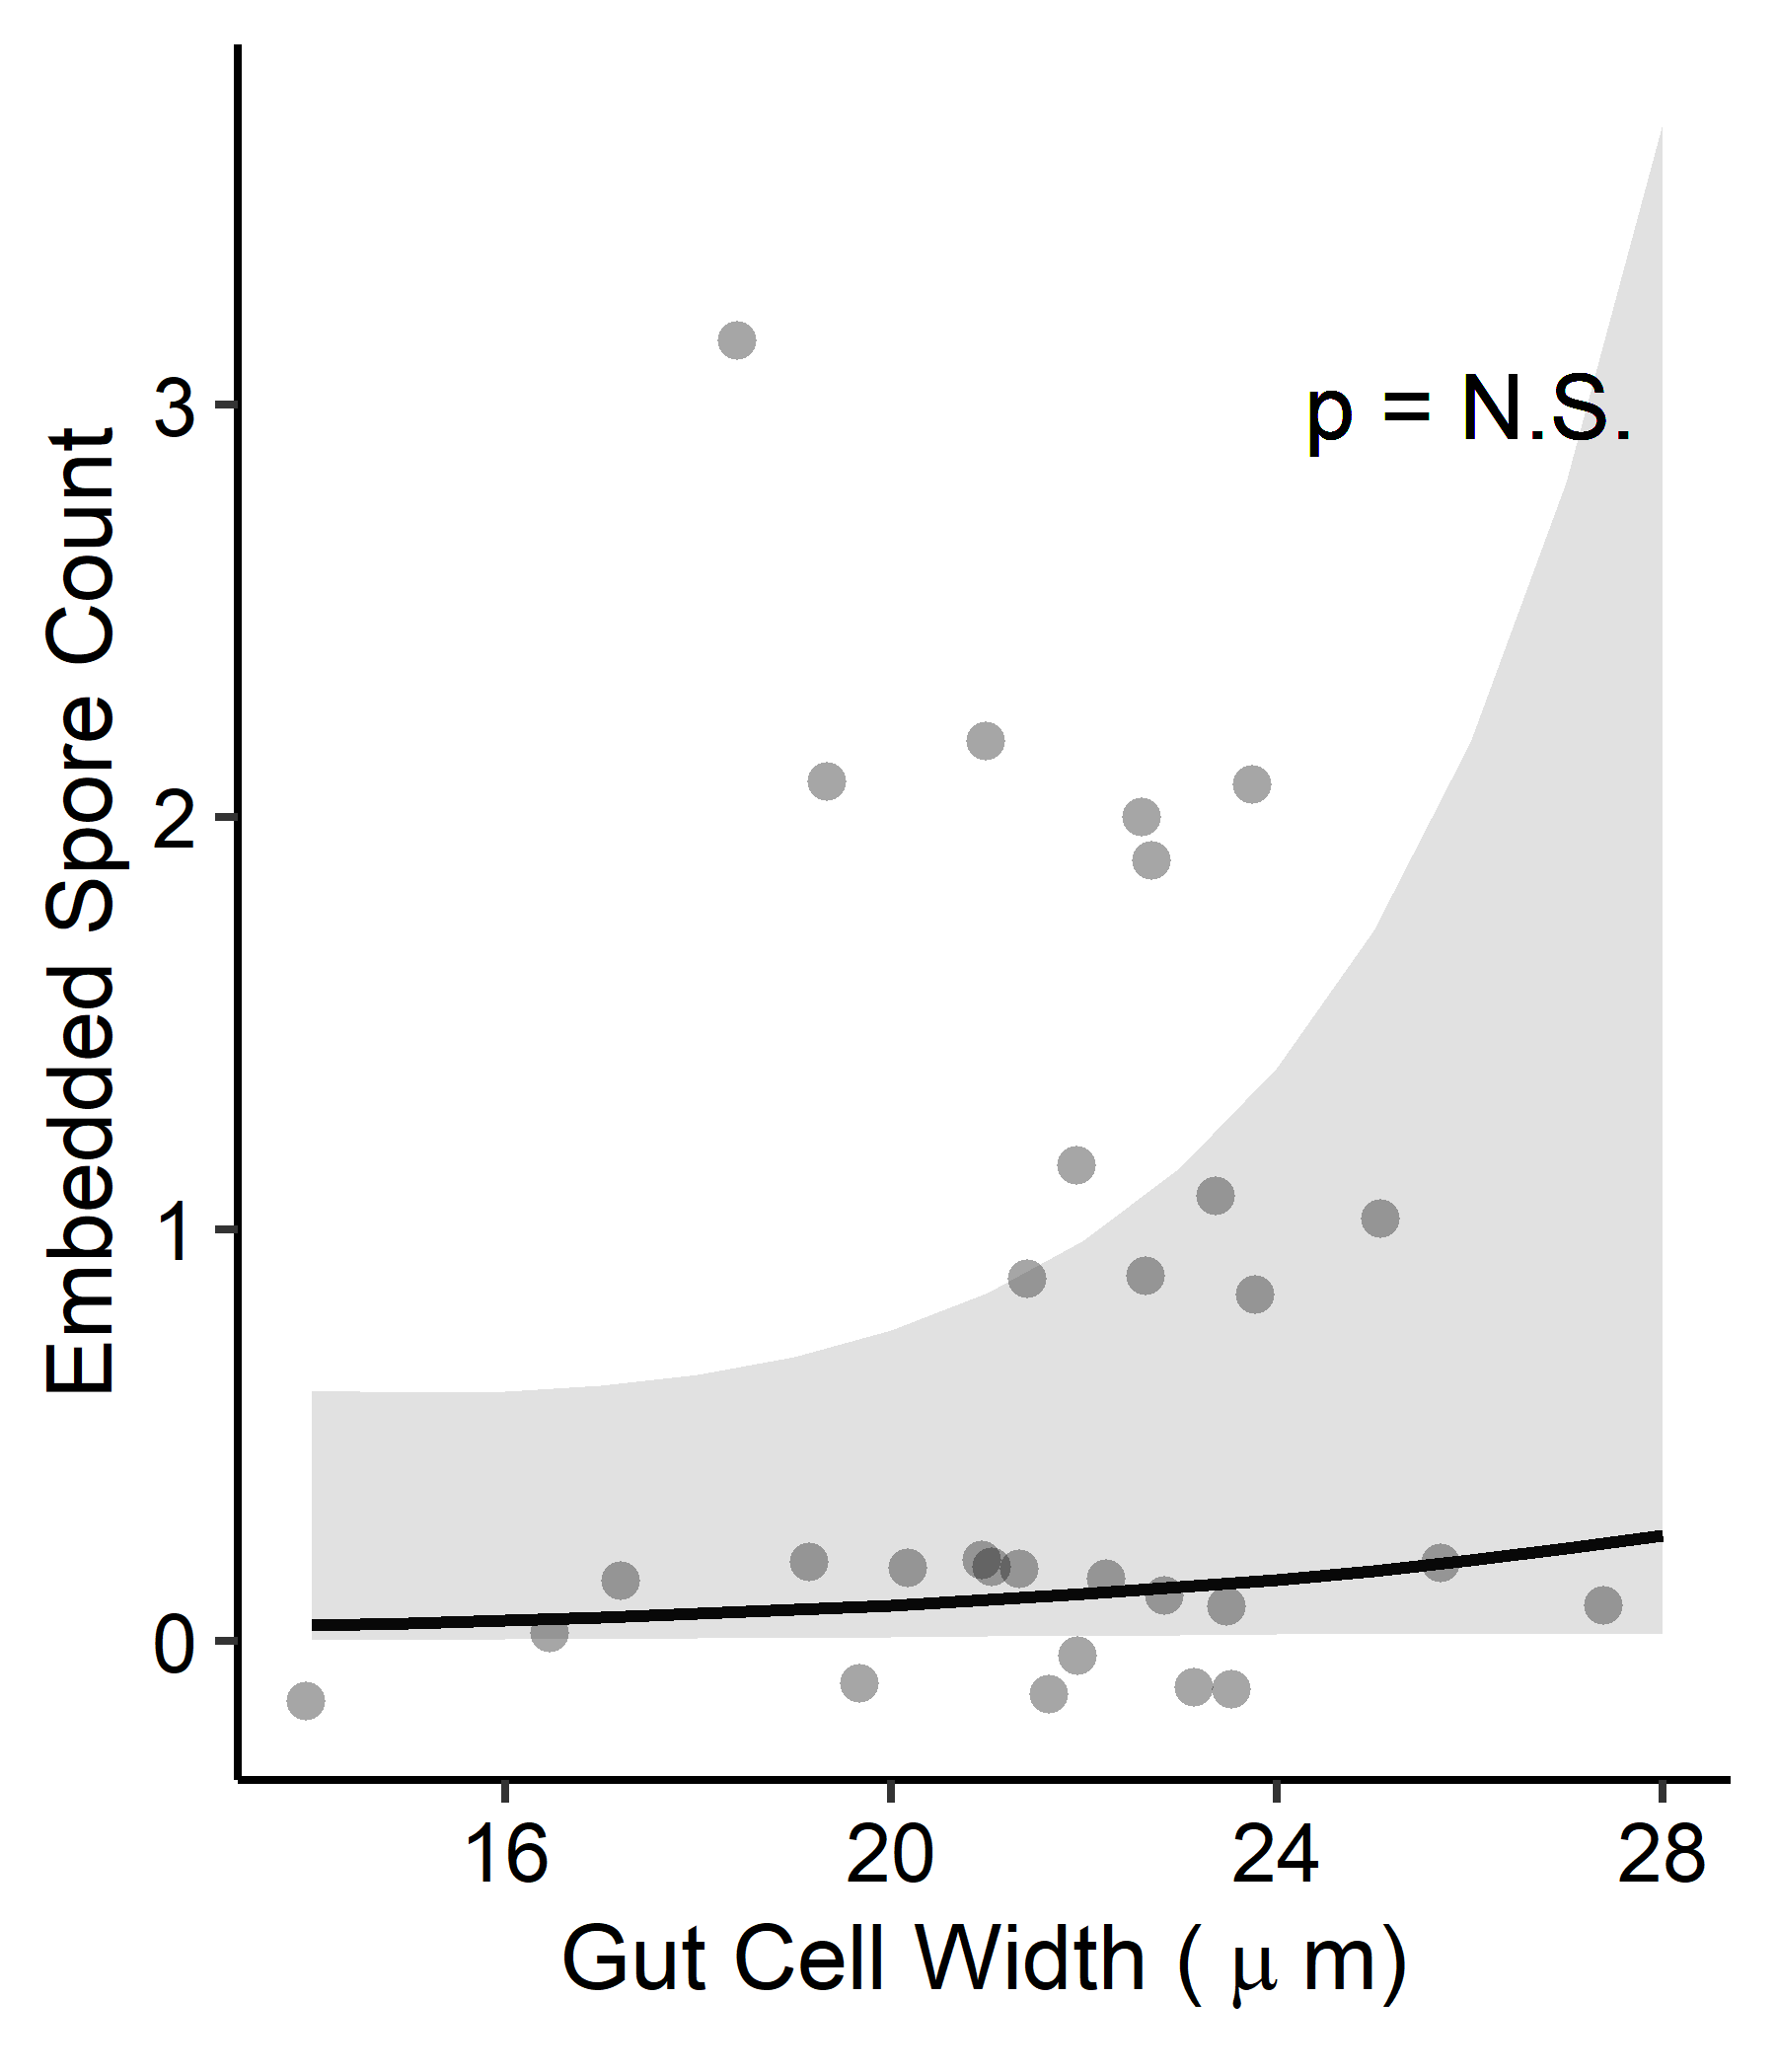 Embedded Spore Count
3
2
1
0
p = N.S.
16 20 24 28
Gut Cell Width ( μ m)